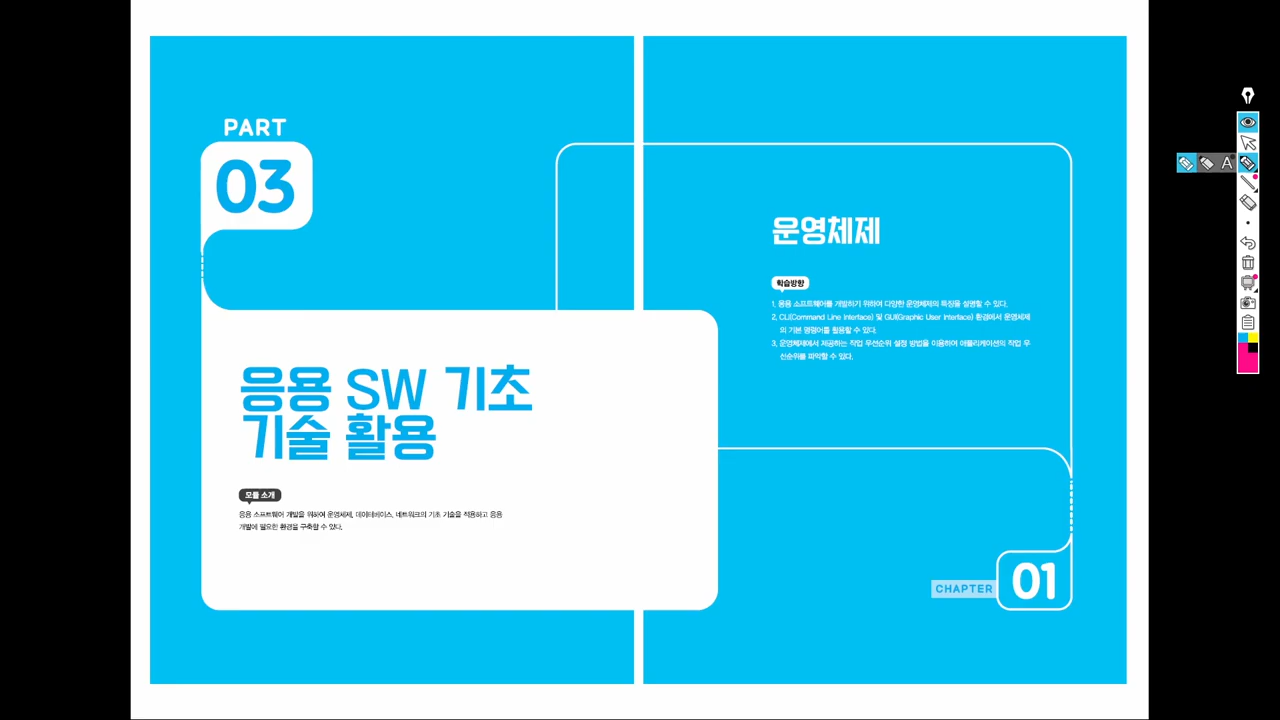 PART
03
응용 SW 기초
기술 활용
모듈 소개
응용 소프트웨어 개발을 위하여 운영체제, 데이터베이스, 네트워크의 기초 기술을 적용하고 응용
개발에 필요한 환경을 구축할 수 있다.
운영체제
학습방향
1. 응용 소프트웨어를 개발하기 위하여 다양한 운영체제의 특징을 설명할 수 있다.
2. CLI(Command Line Interface) 및 GUI(Graphic User Interface) 환경에서 운영체제
의 기본 명령어를 활용할 수 있다.
3. 운영체제에서 제공하는 작업 우선순위 설정 방법을 이용하여 애플리케이션의 작업 우
선순위를 파악할 수 있다.
CHAPTER
01
A